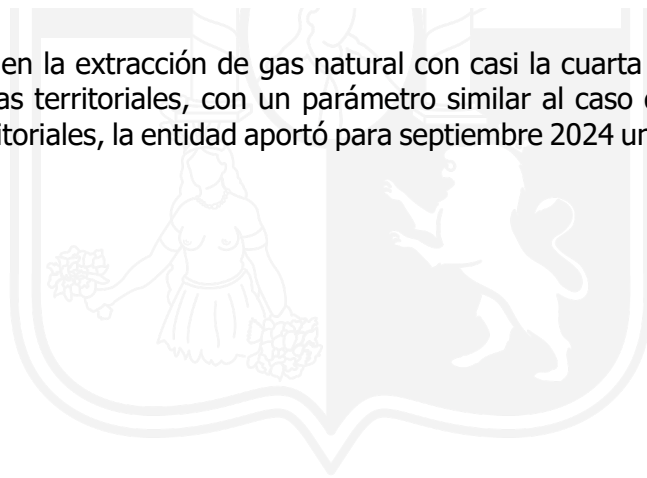 en la extracción de gas natural con casi la cuarta
as territoriales, con un parámetro similar al caso
itoriales, la entidad aportó para septiembre 2024